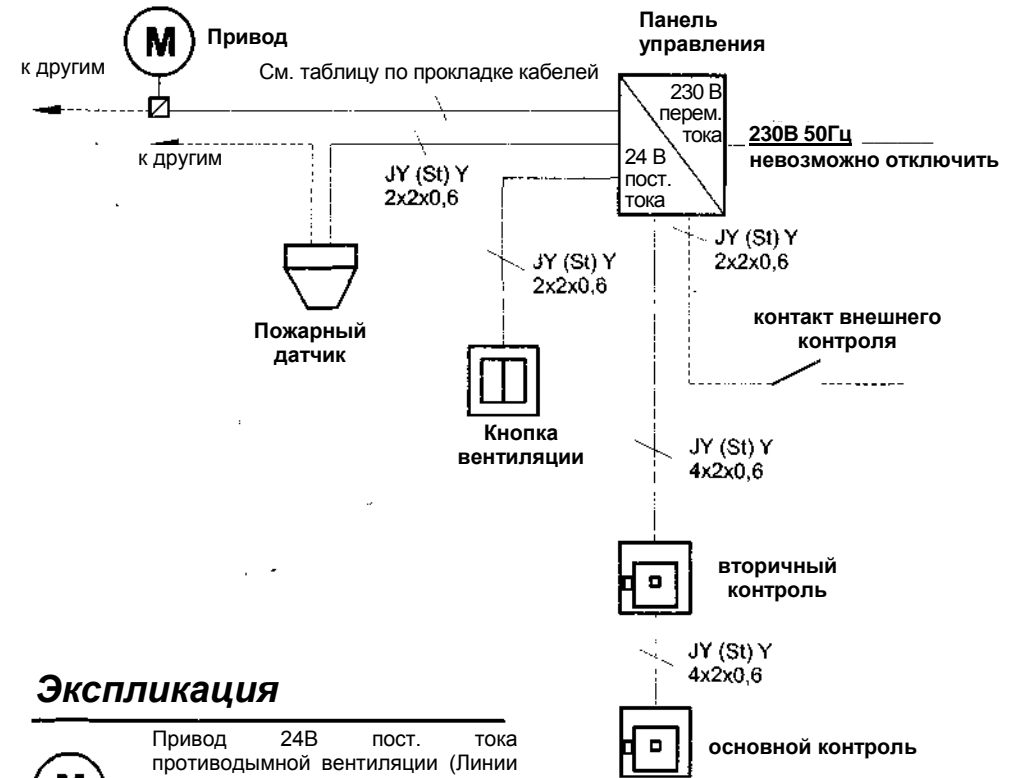 Панель
управления
М
Привод
к другим
См. таблицу по прокладке кабелей
230 В
перем.
тока
24 В
пост.
тока
230В 50Гц
невозможно отключить
к другим
JY (St) Y
2x2x0,6
JY (St) Y
2x2x0,6
JY (St) Y
2x2x0,6
Пожарный
датчик
контакт внешнего
контроля
Кнопка
вентиляции
JY (St) Y
4x2x0,6
вторичный
контроль
JY (St) Y
4x2x0,6
основной контроль
Экспликация
Привод 24В пост. тока
противодымной вентиляции (Линии